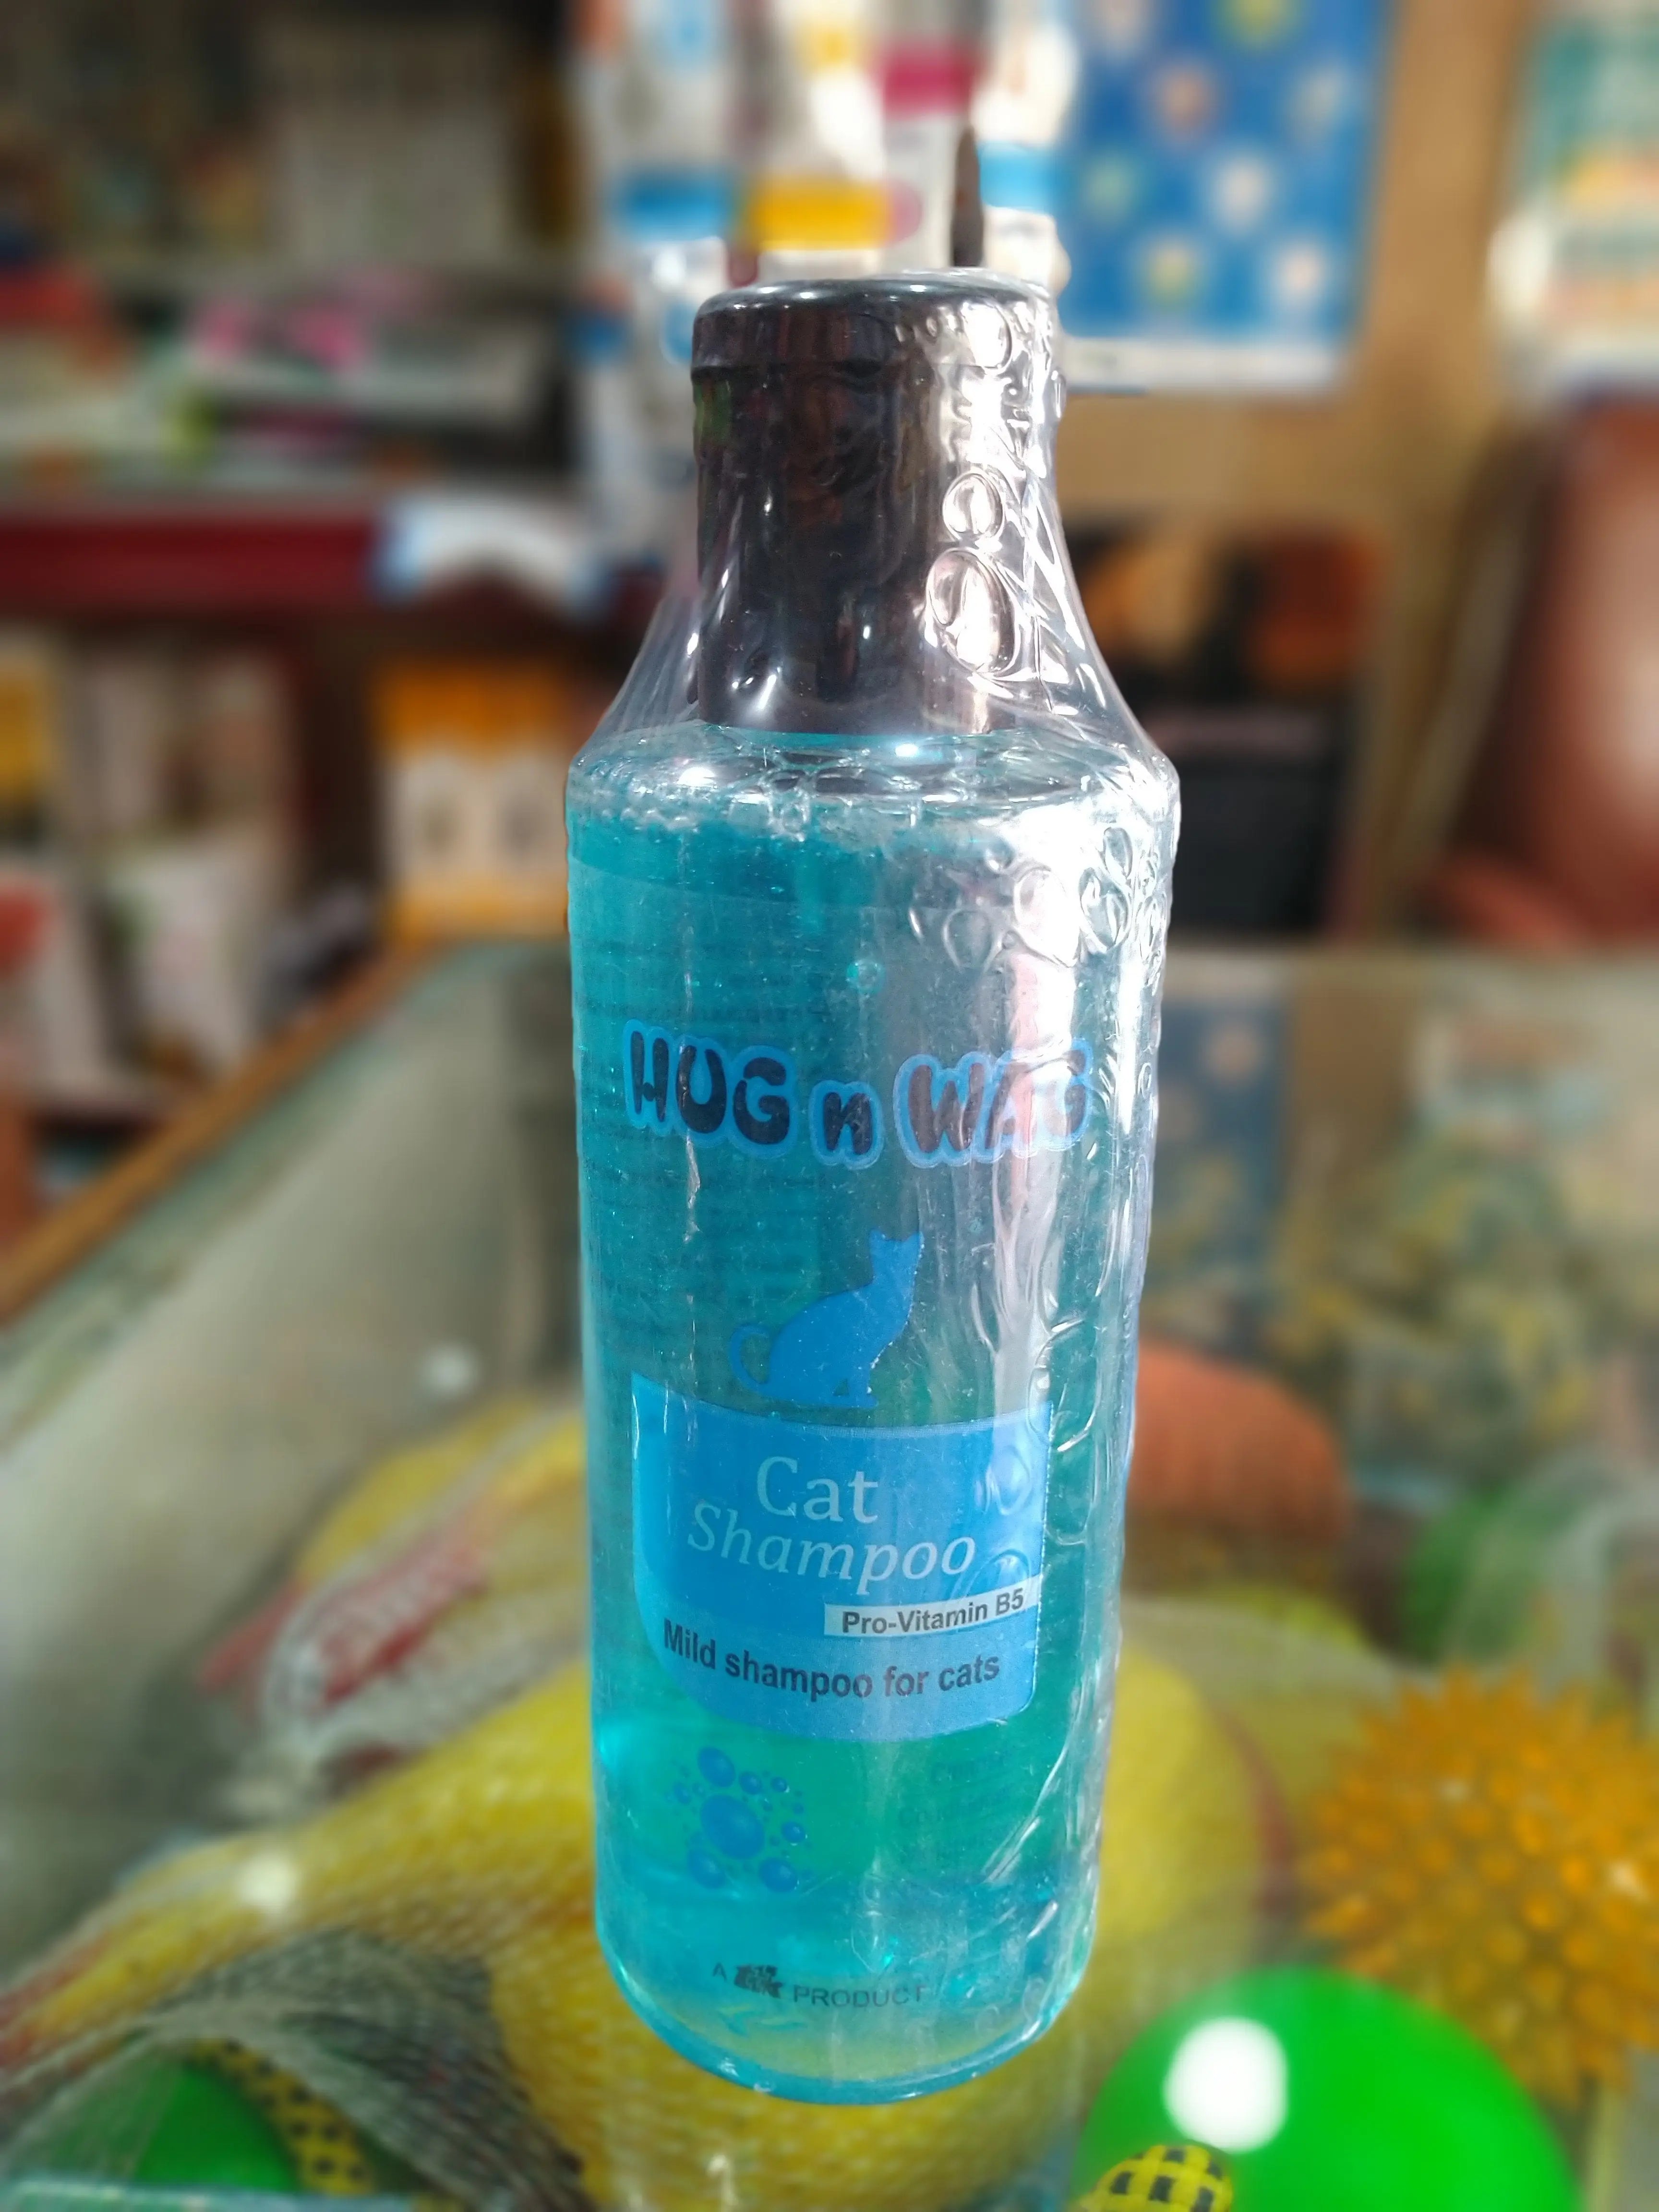 HUG n WAG
Cat
Shampoo
Pro-Vitamin B5
Mild shampoo for cats
A PRODUCT